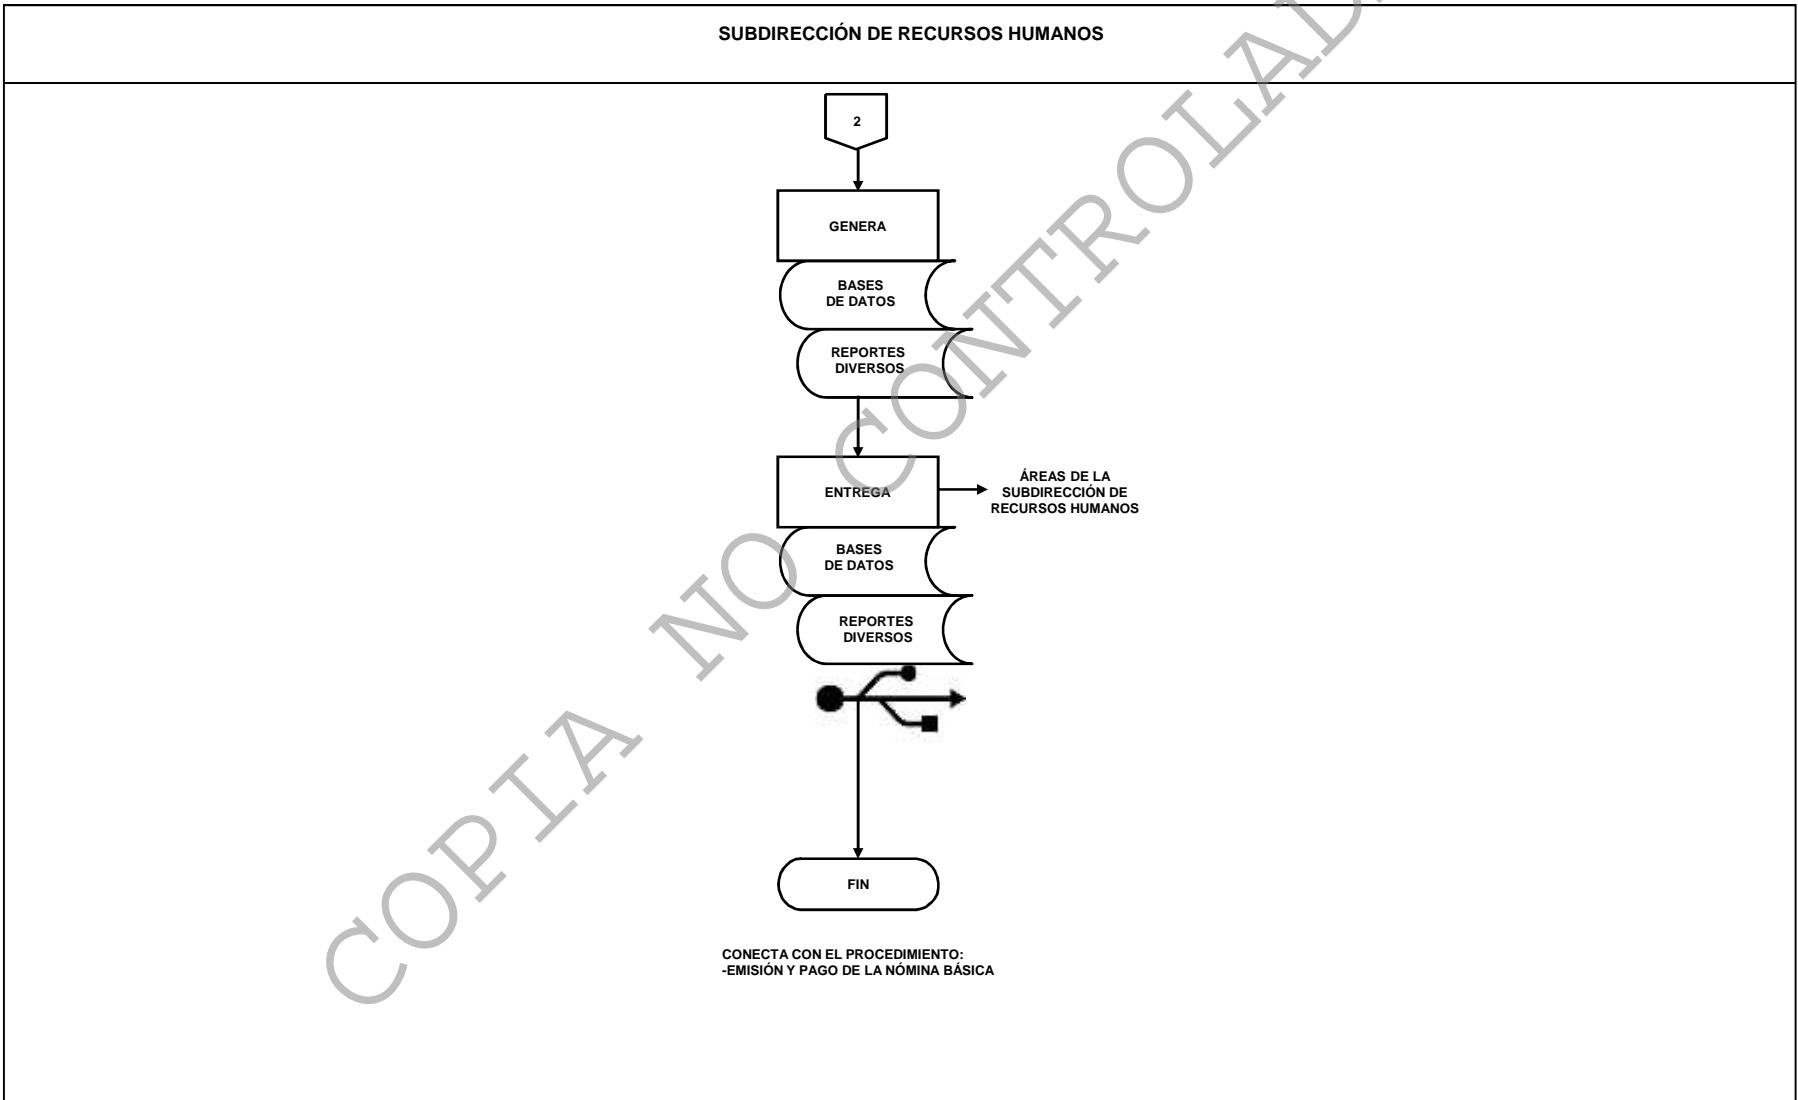 SUBDIRECCIÓN DE RECURSOS HUMANOS
2
GENERA
BASES
DE DATOS
REPORTES
DIVERSOS
ENTREGA
ÁREAS DE LA
SUBDIRECCIÓN DE
RECURSOS HUMANOS
BASES
DE DATOS
REPORTES
DIVERSOS
FIN
CONECTA CON EL PROCEDIMIENTO:
-EMISIÓN Y PAGO DE LA NÓMINA BÁSICA
COPIA NO CONTROLAD